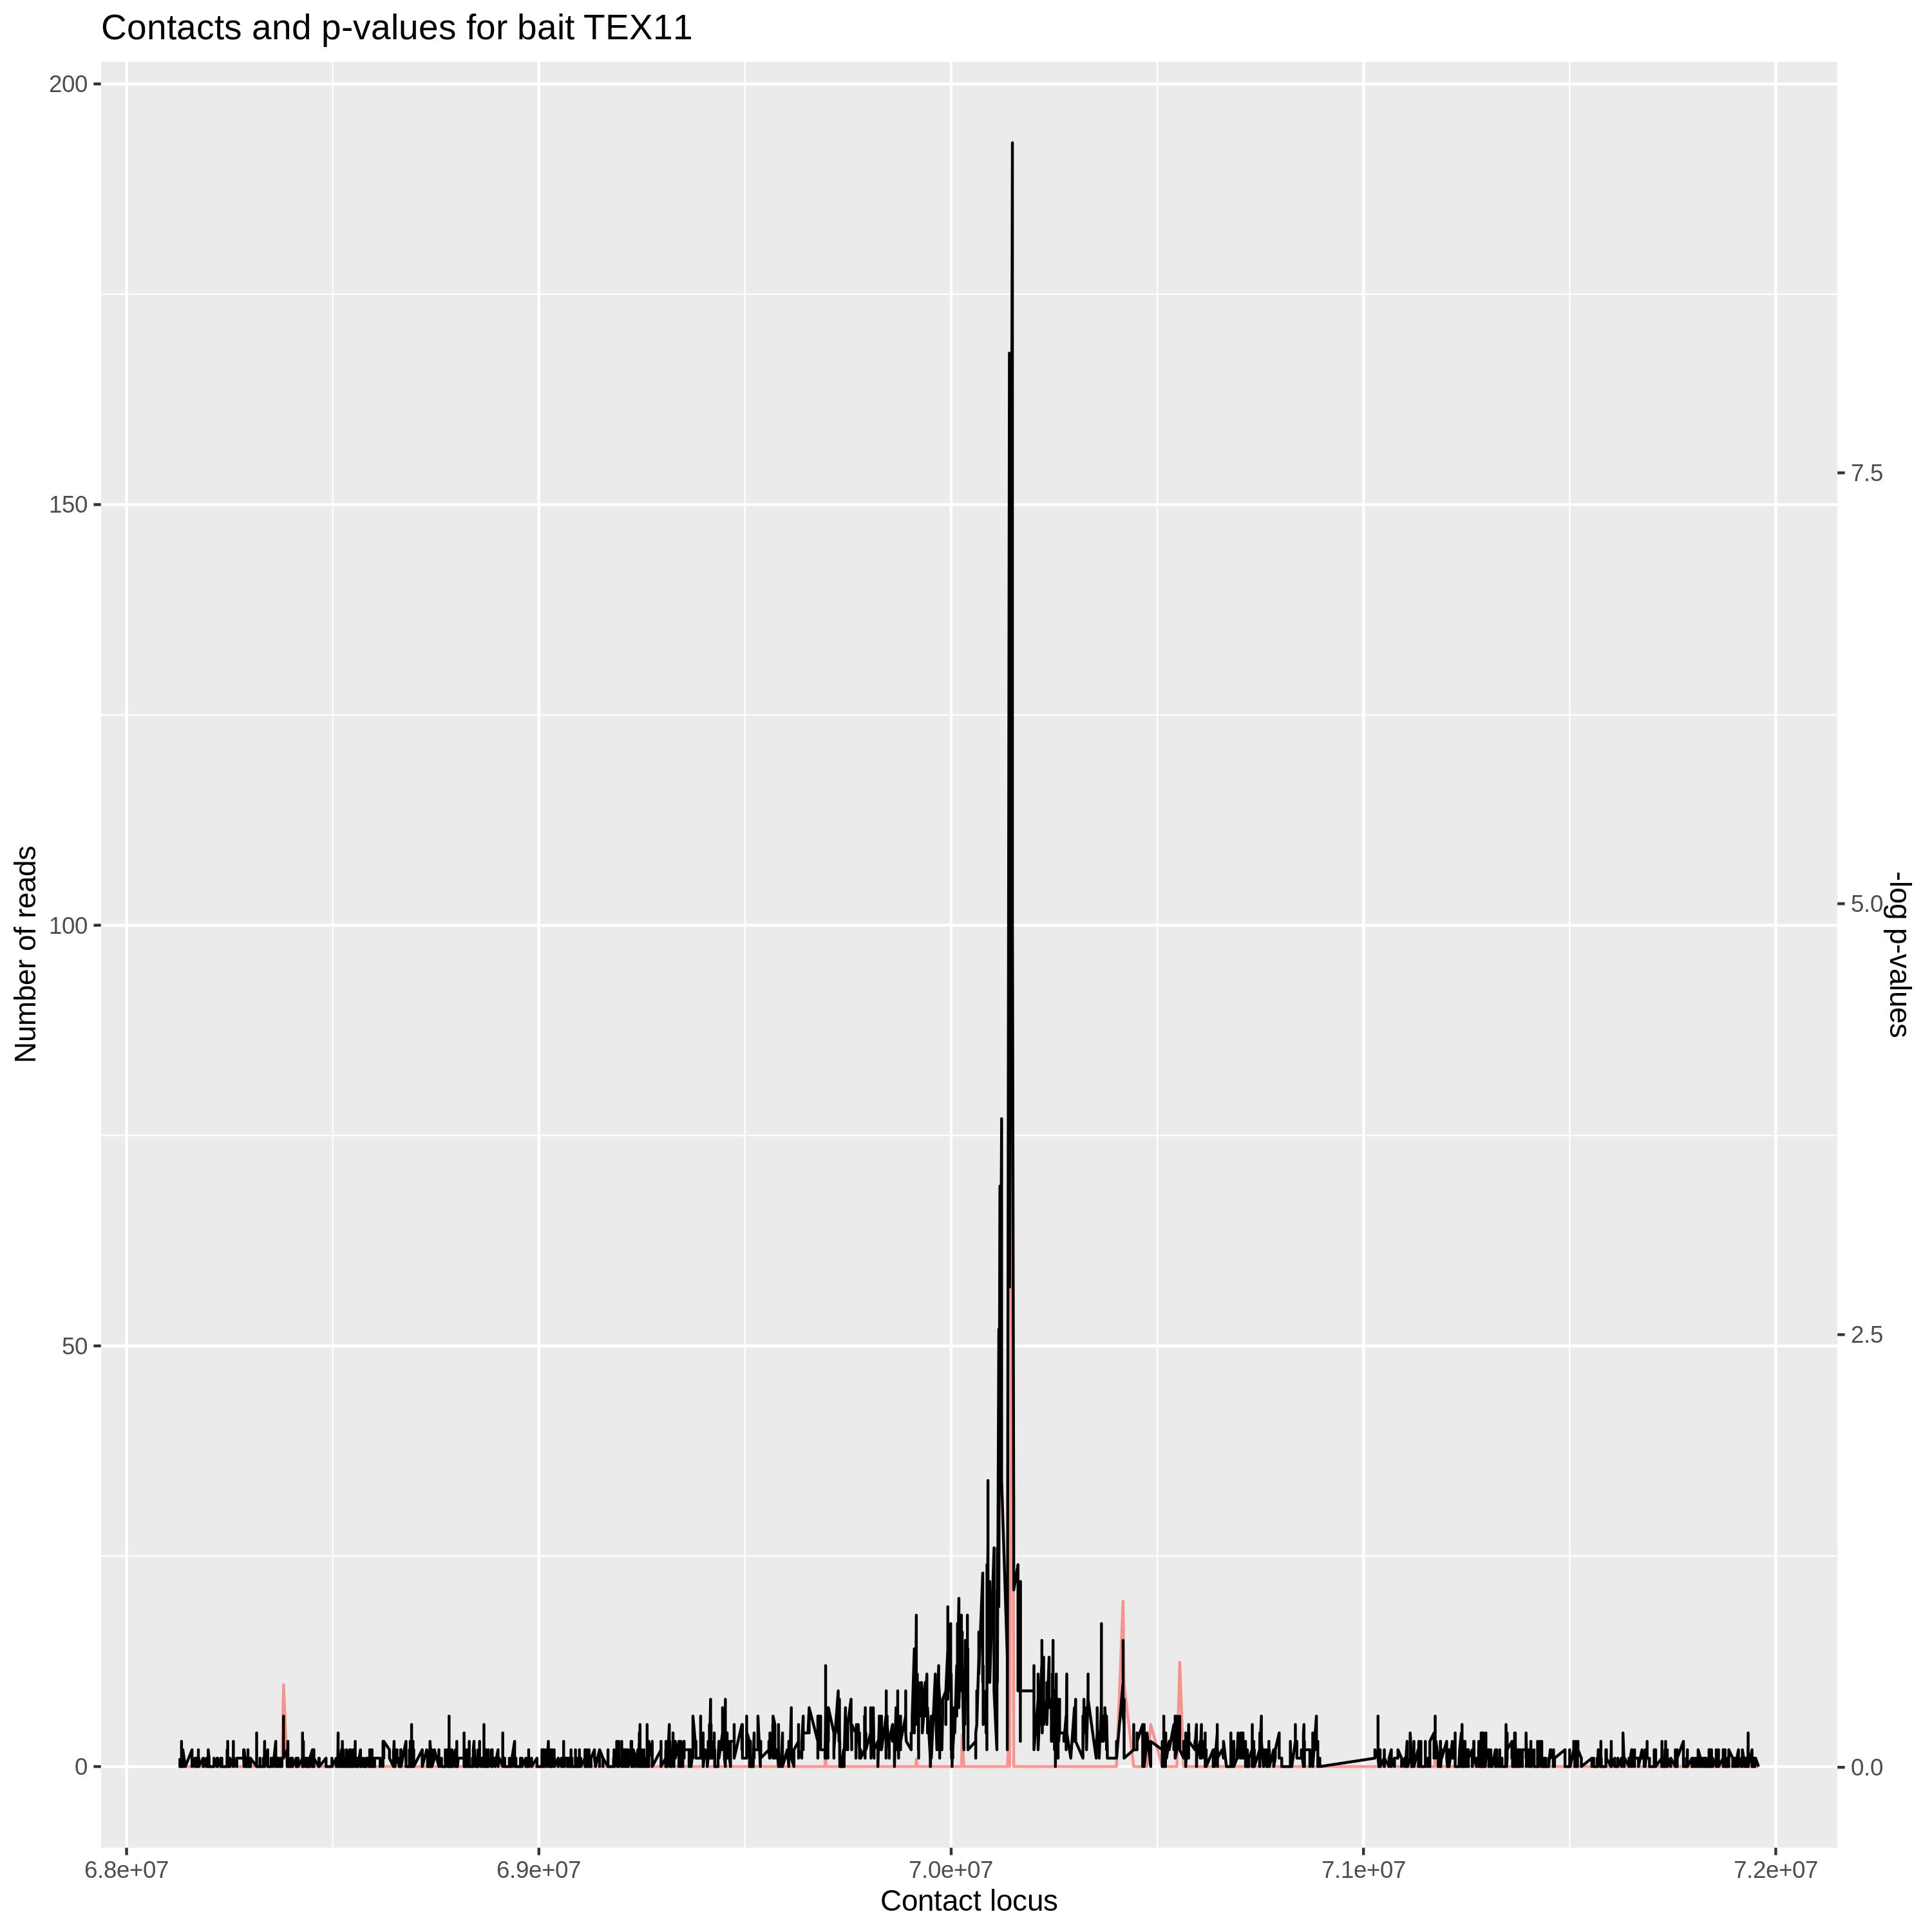 Contacts and p-values for bait TEX11
200
150
100
50
0
Number of reads
7.5
5.0
2.5
0.0
-log p-values
6.8e+07
6.9e+07
7.0e+07
7.1e+07
7.2e+07
Contact locus